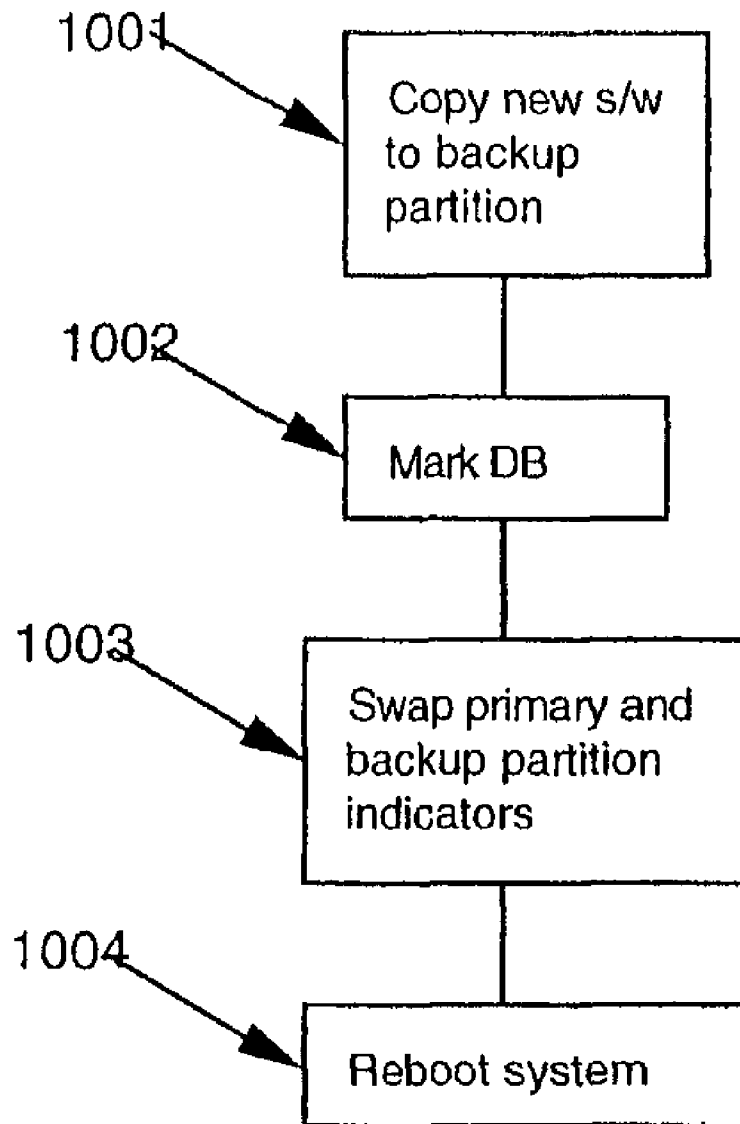 1001
Copy new s/w
to backup
partition
1002
Mark DB
1003
Swap primary and
backup partition
indicators
1004
Reboot system